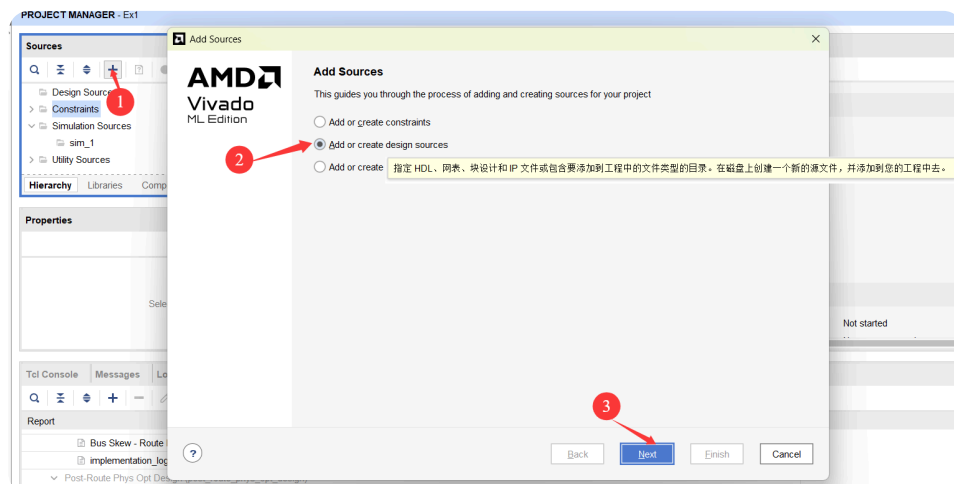 PROJECT MANAGER - Ex1
Sources
Design Source
Constraints
Simulation Sources
sim_1
Utility Sources
Hierarchy Libraries Comp
Properties
Sele
Tcl Console Messages Lo
Report
Bus Skew - Route
implementation_log
Post-Route Phys Opt Design (post_route_phys_opt_design)
1
Add Sources
AMD
Vivado
ML Edition
Add Sources
This guides you through the process of adding and creating sources for your project
Add or create constraints
Add or create design sources
2
Add or create
指定 HDL、网表、块设计和 IP 文件或包含要添加到工程中的文件类型的目录。在磁盘上创建一个新的源文件，并添加到您的工程中去。
3
?
Back Next Finish Cancel
Not started